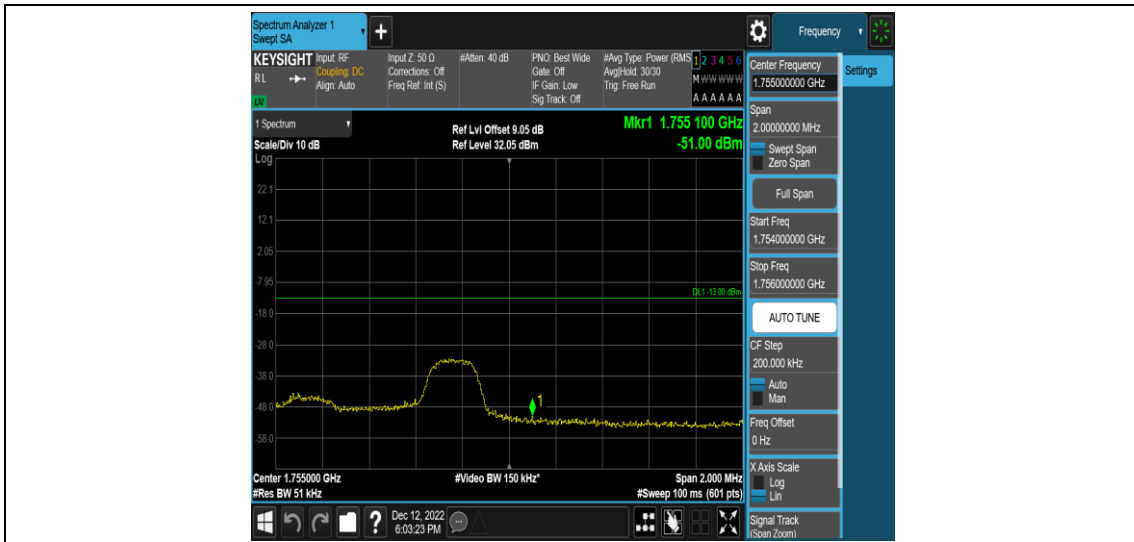 Spectrum Analyzer 1
Swept SA
+
Frequency
KEYSIGHT
RL
LXI
Input: RF
Coupling: DC
Align: Auto
Input Z: 50 Ω
Corrections: Off
Freq Ref: Int (S)
#Atten: 40 dB
PNO: Best Wide
Gate: Off
IF Gain: Low
Sig Track: Off
#Avg Type: Power (RMS
Avg|Hold: 30/30
Trig: Free Run
1 2 3 4 5 6
M W W W W W
A A A A A A
1 Spectrum
Scale/Div 10 dB
Log
Ref Lvl Offset 9.05 dB
Ref Level 32.05 dBm
Mkr1 1.755 100 GHz
-51.00 dBm
22.1
12.1
2.05
-7.95
DL1 -13.00 dBm
-18.0
-28.0
-38.0
-48.0
1
-58.0
Center 1.755000 GHz
#Res BW 51 kHz
#Video BW 150 kHz*
Span 2.000 MHz
#Sweep 100 ms (601 pts)
?
Dec 12, 2022
6:03:23 PM
Center Frequency
1.755000000 GHz
Settings
Span
2.00000000 MHz
Swept Span
Zero Span
Full Span
Start Freq
1.754000000 GHz
Stop Freq
1.756000000 GHz
AUTO TUNE
CF Step
200.000 kHz
Auto
Man
Freq Offset
0 Hz
X Axis Scale
Log
Lin
Signal Track
(Span Zoom)